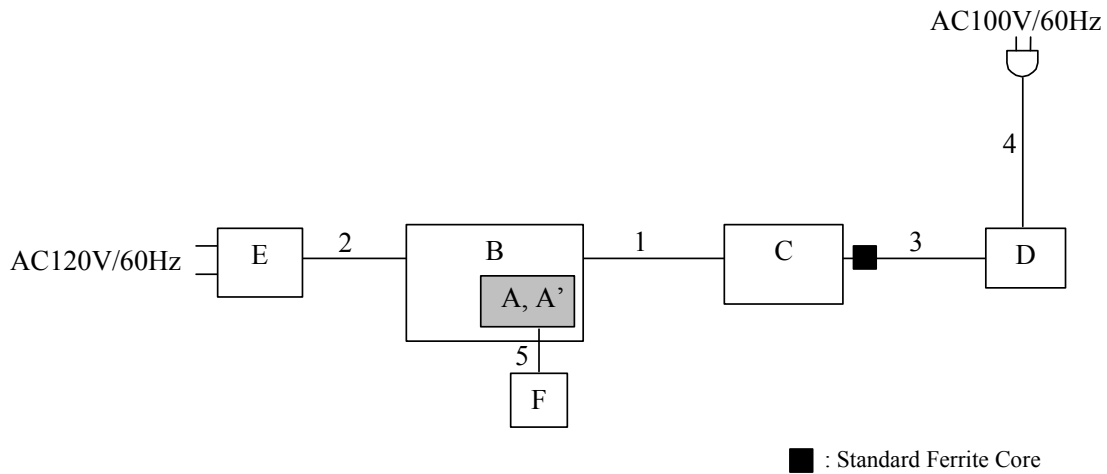 AC100V/60Hz
4
AC120V/60Hz
E
2
B
1
C
3
D
A, A’
5
F
: Standard Ferrite Core